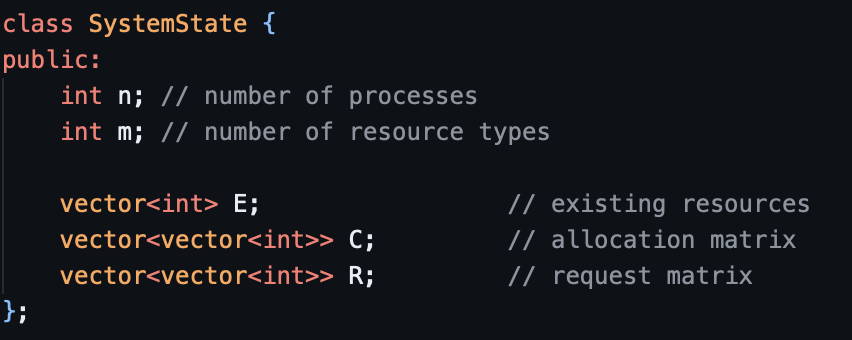 class SystemState {
public:
    int n; // number of processes
    int m; // number of resource types

    vector<int> E;                 // existing resources
    vector<vector<int>> C;         // allocation matrix
    vector<vector<int>> R;         // request matrix
};